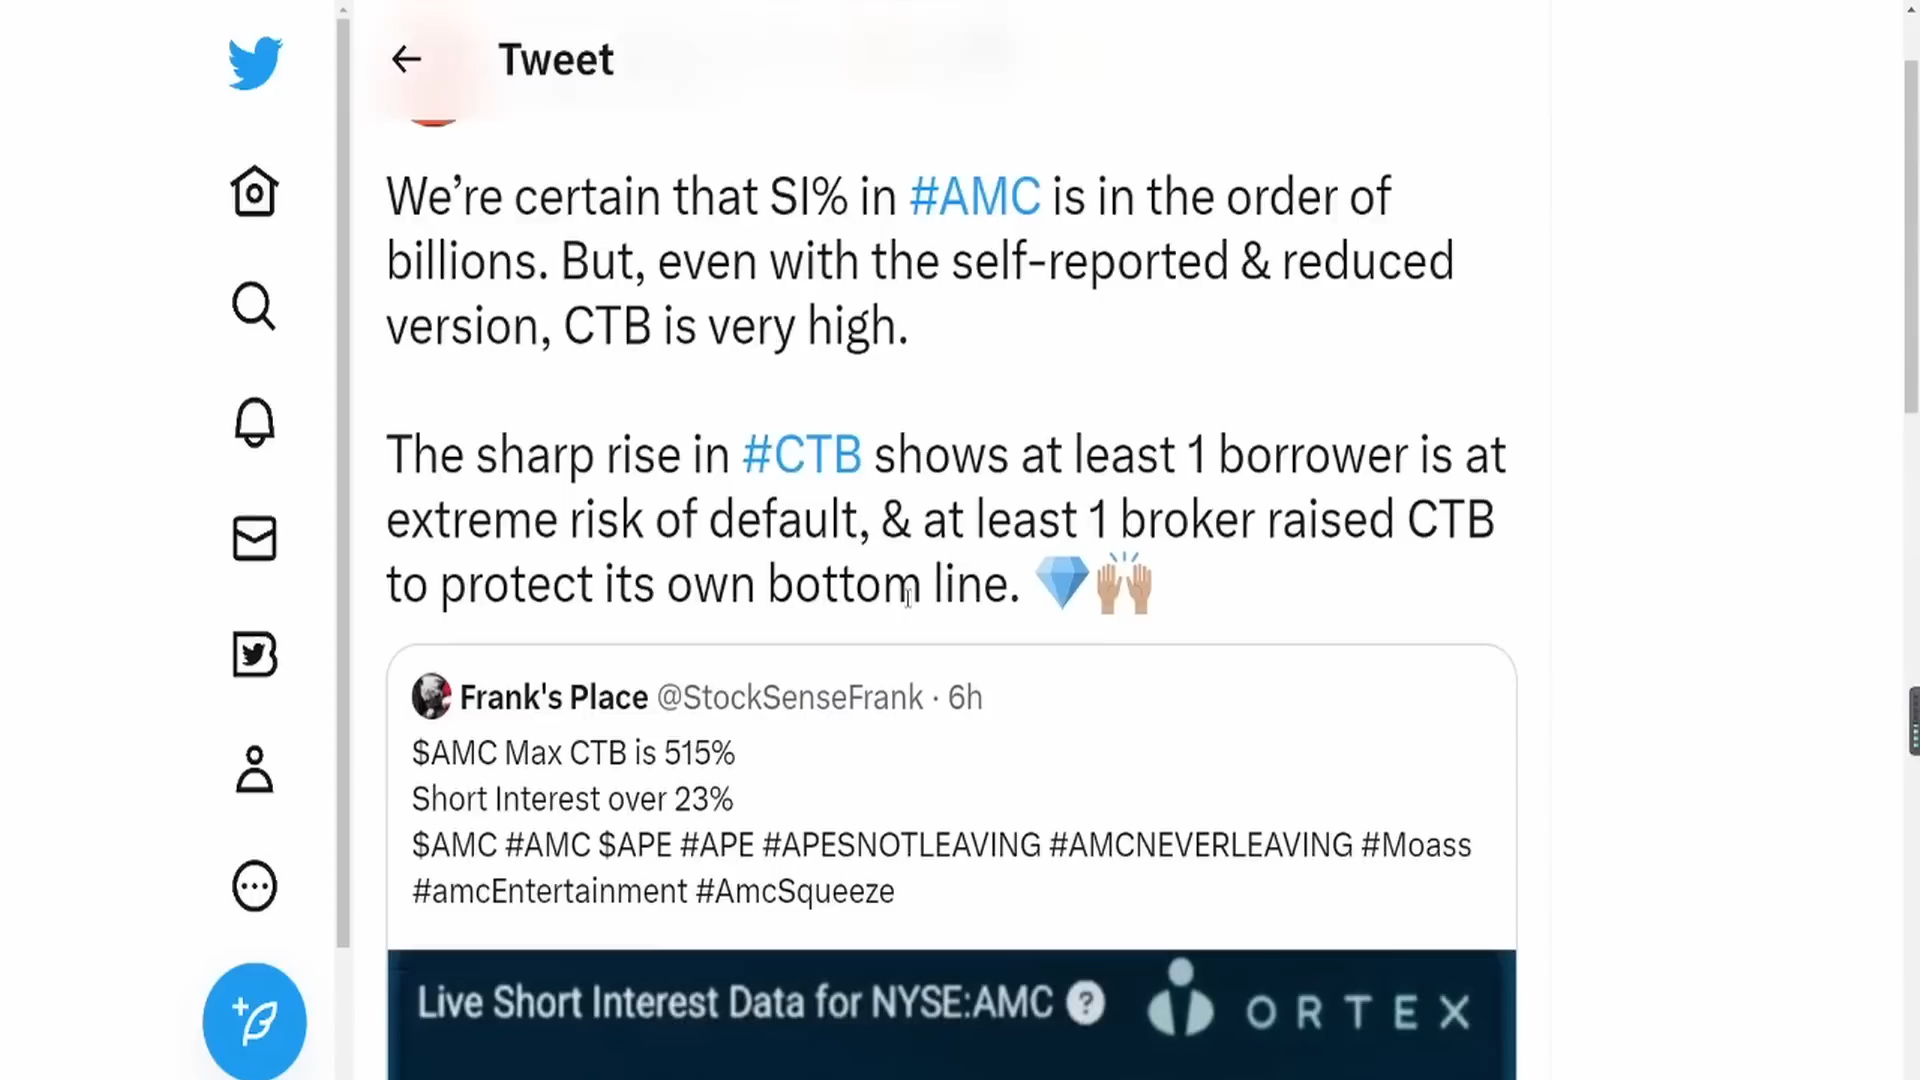 Tweet
We’re certain that SI% in #AMC is in the order of
billions. But, even with the self-reported & reduced
version, CTB is very high.
The sharp rise in #CTB shows at least 1 borrower is at
extreme risk of default, & at least 1 broker raised CTB
to protect its own bottom line. 💎🙌🏼
Frank's Place @StockSenseFrank · 6h
$AMC Max CTB is 515%
Short Interest over 23%
$AMC #AMC $APE #APE #APESNOTLEAVING #AMCNEVERLEAVING #Moass
#amcEntertainment #AmcSqueeze
Live Short Interest Data for NYSE:AMC ? ORTEX